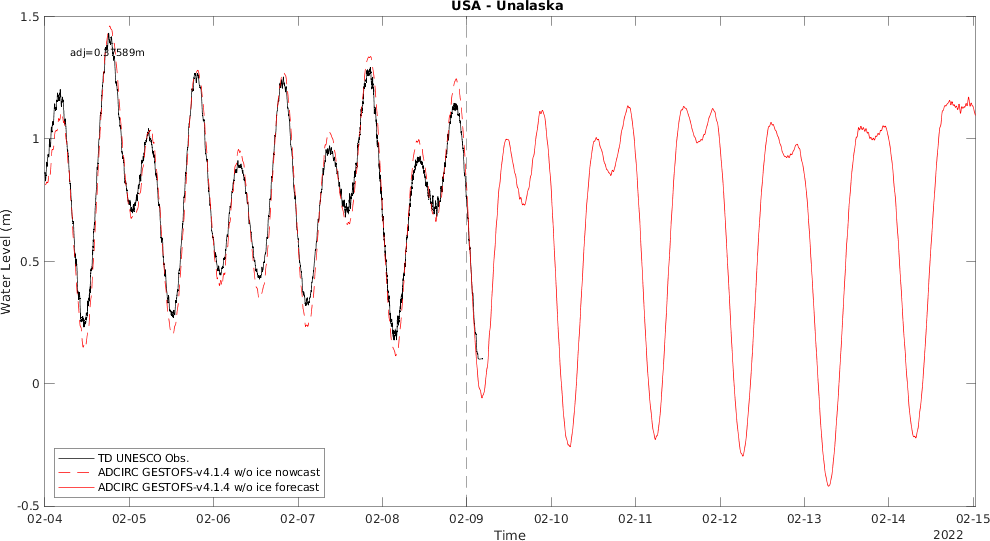 USA - Unalaska
1.5
1
0.5
0
-0.5
Water Level (m)
TD UNESCO Obs.
ADCIRC GESTOFS-v4.1.4 w/o ice nowcast
ADCIRC GESTOFS-v4.1.4 w/o ice forecast
02-04 02-05 02-06 02-07 02-08 02-09 02-10 02-11 02-12 02-13 02-14 02-15
Time
2022